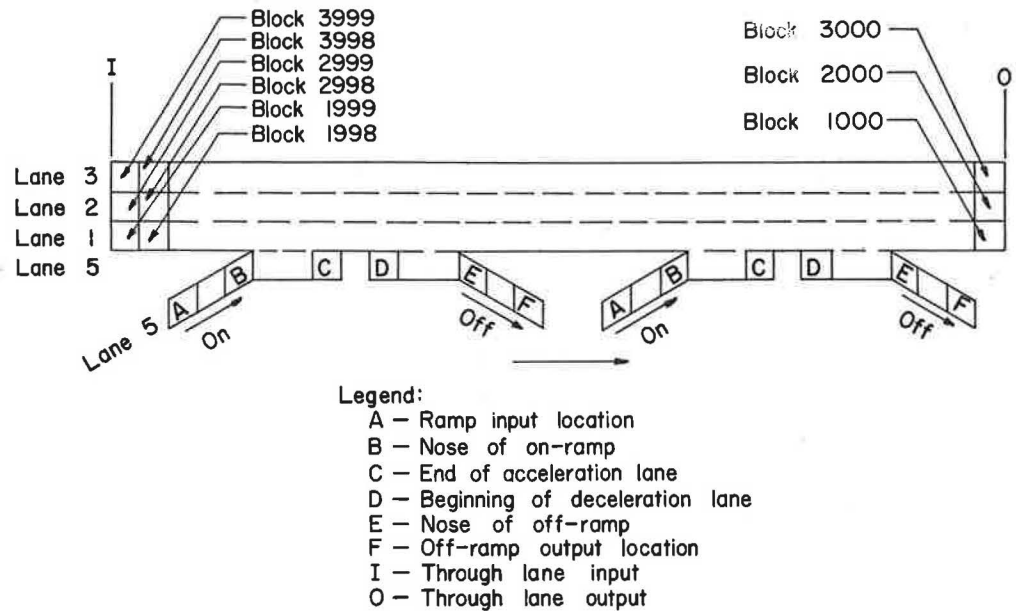 Block 3999
Block 3998
Block 2999
Block 2998
Block 1999
Block 1998
Block 3000
Block 2000
Block 1000
I
O
Lane 3
Lane 2
Lane 1
Lane 5
A B C D E F A B C D E F
Lane 5
On
Off
On
Off
Legend:
A – Ramp input location
B – Nose of on-ramp
C – End of acceleration lane
D – Beginning of deceleration lane
E – Nose of off-ramp
F – Off-ramp output location
I – Through lane input
O – Through lane output